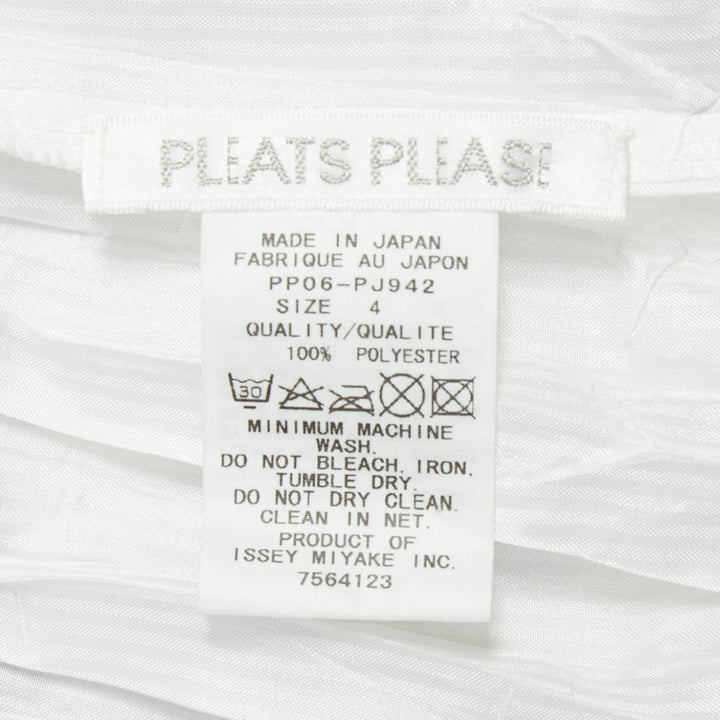 PLEATS PLEASE
MADE IN JAPAN
FABRIQUE AU JAPON
PP06-PJ942
SIZE 4
QUALITY/QUALITE
100% POLYESTER
30
MINIMUM MACHINE
WASH.
DO NOT BLEACH. IRON.
TUMBLE DRY.
DO NOT DRY CLEAN.
CLEAN IN NET.
PRODUCT OF
ISSEY MIYAKE INC.
7564123